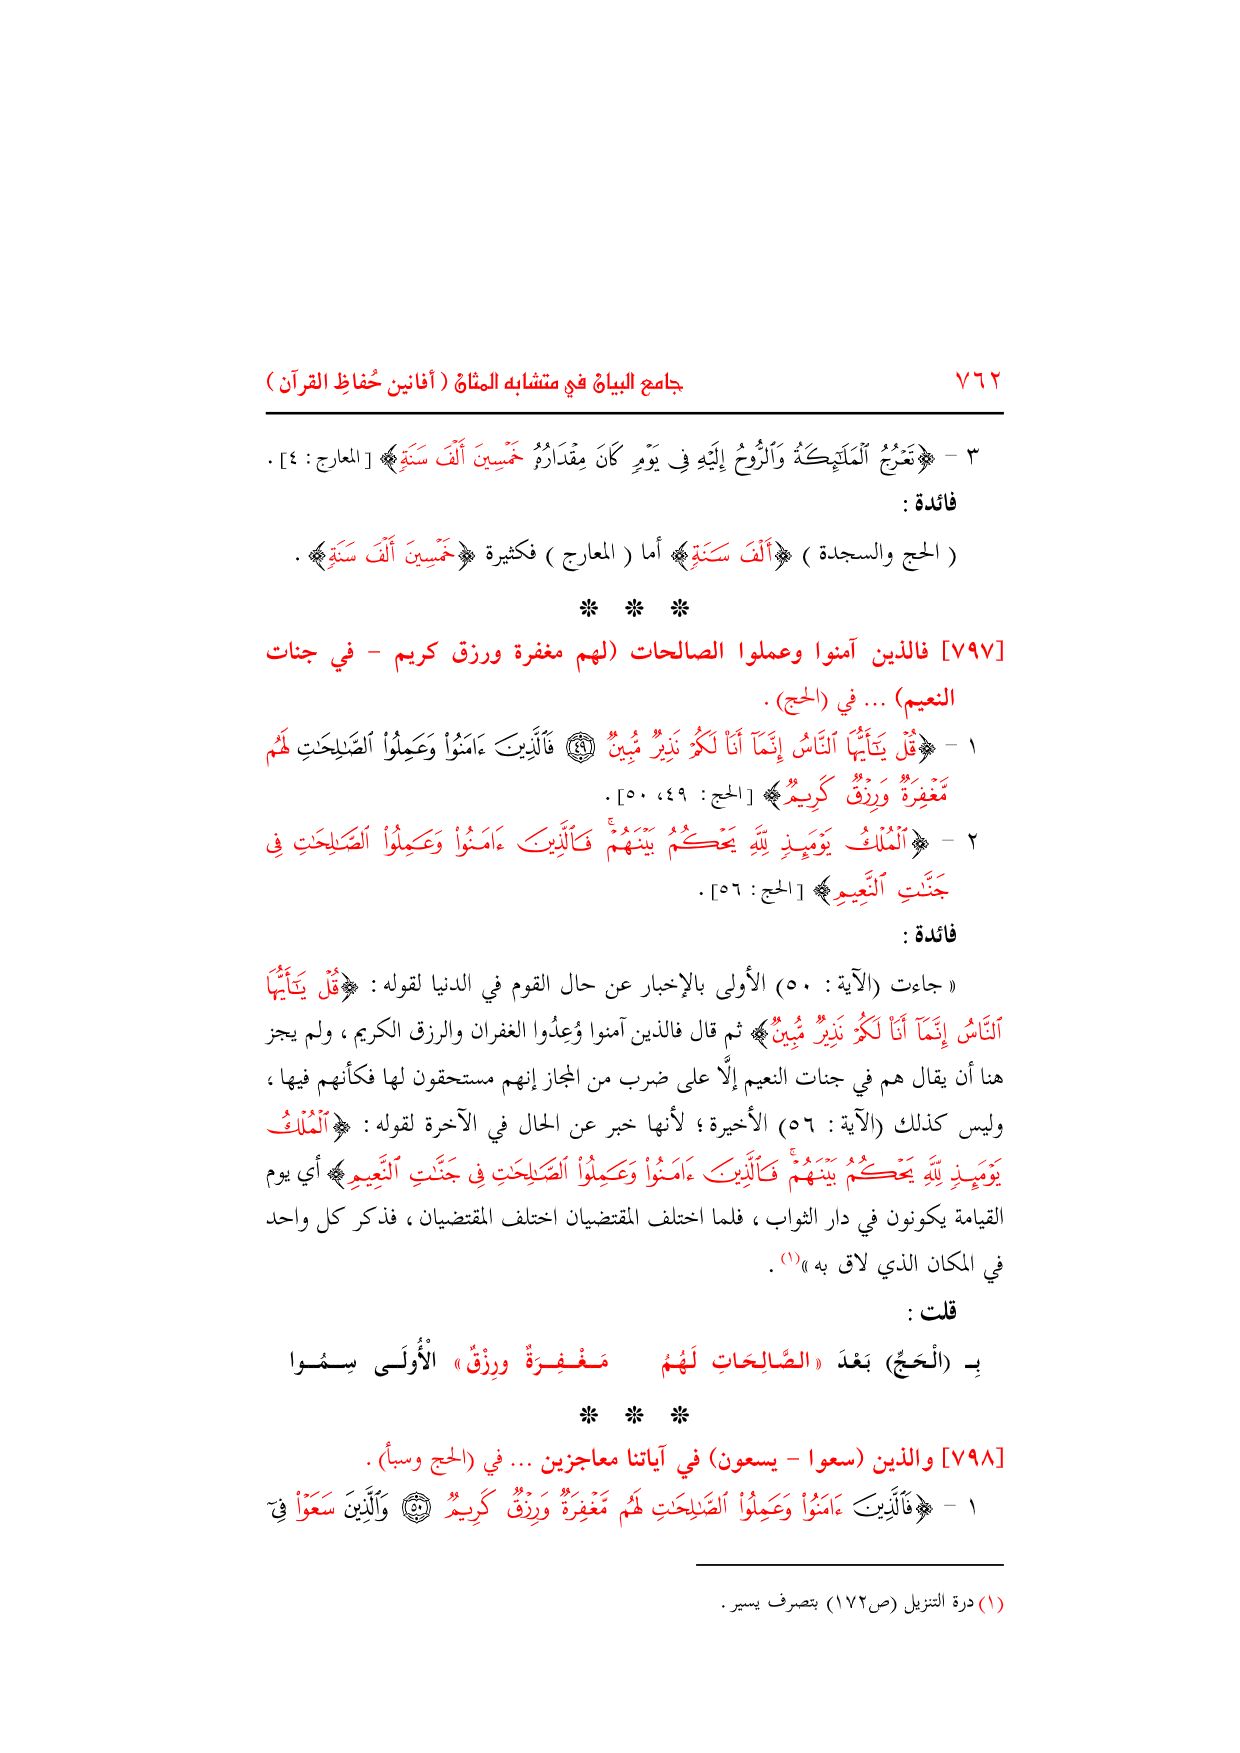 ٧٦٢ جامع البيان في متشابه المثان ( أفانين حُفاظِ القرآن )
٣ – ﴿تَعْرُجُ ٱلْمَلَٰٓئِكَةُ وَٱلرُّوحُ إِلَيْهِ فِى يَوْمٍ كَانَ مِقْدَارُهُۥ خَمْسِينَ أَلْفَ سَنَةٍ﴾ [المعارج: ٤] .
فائدة :
( الحج والسجدة ) ﴿أَلْفَ سَنَةٍ﴾ أما ( المعارج ) فكثيرة ﴿خَمْسِينَ أَلْفَ سَنَةٍ﴾ .
❊ ❊ ❊
[٧٩٧] فالذين آمنوا وعملوا الصالحات (لهم مغفرة ورزق كريم – في جنات
النعيم) ... في (الحج) .
١ – ﴿قُلْ يَٰٓأَيُّهَا ٱلنَّاسُ إِنَّمَآ أَنَا۠ لَكُمْ نَذِيرٌ مُّبِينٌ ٤٩ فَٱلَّذِينَ ءَامَنُوا۟ وَعَمِلُوا۟ ٱلصَّٰلِحَٰتِ لَهُم
مَّغْفِرَةٌ وَرِزْقٌ كَرِيمٌ﴾ [الحج: ٤٩، ٥٠].
٢ – ﴿ٱلْمُلْكُ يَوْمَئِذٍ لِّلَّهِ يَحْكُمُ بَيْنَهُمْ ۚ فَٱلَّذِينَ ءَامَنُوا۟ وَعَمِلُوا۟ ٱلصَّٰلِحَٰتِ فِى
جَنَّٰتِ ٱلنَّعِيمِ﴾ [الحج: ٥٦].
فائدة :
« جاءت (الآية : ٥٠) الأولى بالإخبار عن حال القوم في الدنيا لقوله : ﴿قُلْ يَٰٓأَيُّهَا
ٱلنَّاسُ إِنَّمَآ أَنَا۠ لَكُمْ نَذِيرٌ مُّبِينٌ﴾ ثم قال فالذين آمنوا وُعِدُوا الغفران والرزق الكريم ، ولم يجز
هنا أن يقال هم في جنات النعيم إلَّا على ضرب من المجاز إنهم مستحقون لها فكأنهم فيها ،
وليس كذلك (الآية : ٥٦) الأخيرة ؛ لأنها خبر عن الحال في الآخرة لقوله : ﴿ٱلْمُلْكُ
يَوْمَئِذٍ لِّلَّهِ يَحْكُمُ بَيْنَهُمْ ۚ فَٱلَّذِينَ ءَامَنُوا۟ وَعَمِلُوا۟ ٱلصَّٰلِحَٰتِ فِى جَنَّٰتِ ٱلنَّعِيمِ﴾ أي يوم
القيامة يكونون في دار الثواب ، فلما اختلف المقتضيان اختلف المقتضيان ، فذكر كل واحد
في المكان الذي لاق به »(١) .
قلت :
بِـ (الْحَجِّ) بَعْدَ « الصَّالِحَاتِ لَهُمُ مَـغْـفِـرَةٌ ورِزْقٌ » الْأُولَــى سِــمُــوا
❊ ❊ ❊
[٧٩٨] والذين (سعوا – يسعون) في آياتنا معاجزين ... في (الحج وسبأ) .
١ – ﴿فَٱلَّذِينَ ءَامَنُوا۟ وَعَمِلُوا۟ ٱلصَّٰلِحَٰتِ لَهُم مَّغْفِرَةٌ وَرِزْقٌ كَرِيمٌ ٥٠ وَٱلَّذِينَ سَعَوْا۟ فِىٓ
(١) درة التنزيل (ص١٧٢) بتصرف يسير .